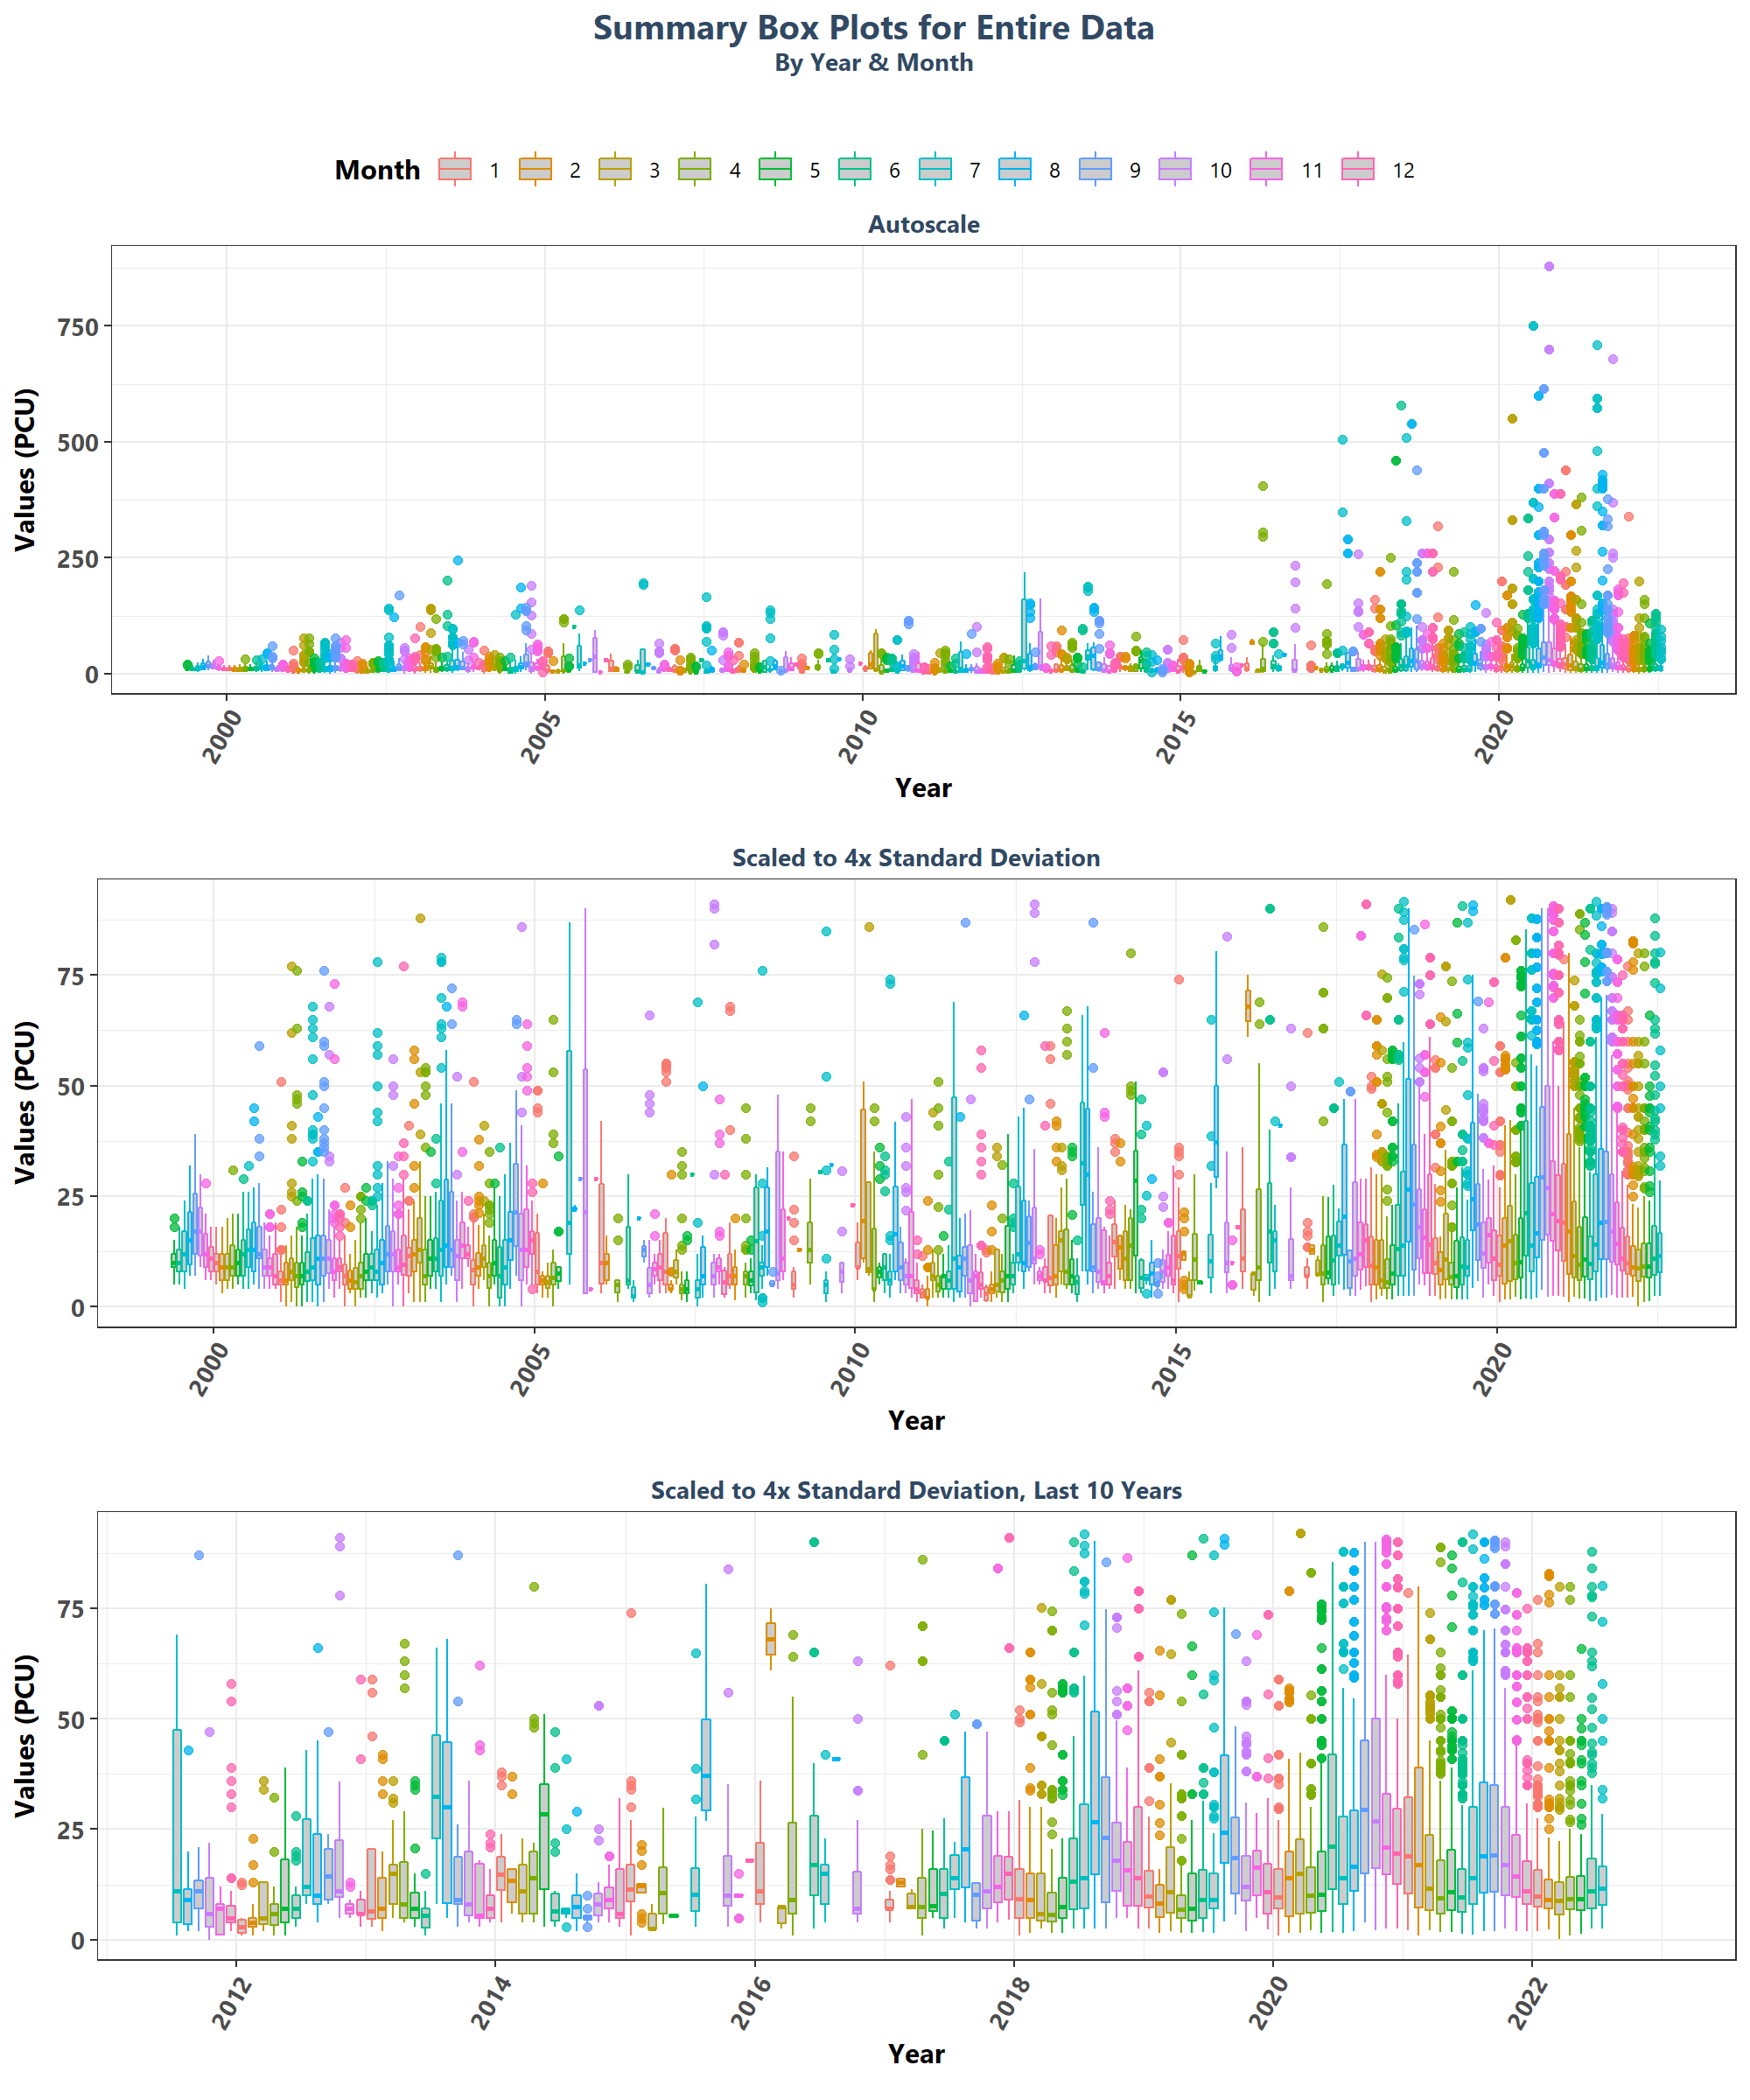 Summary Box Plots for Entire Data
By Year & Month
Month 1 2 3 4 5 6 7 8 9 10 11 12
Autoscale
Values (PCU)
750
500
250
0
2000 2005 2010 2015 2020
Year
Scaled to 4x Standard Deviation
Values (PCU)
75
50
25
0
2000 2005 2010 2015 2020
Year
Scaled to 4x Standard Deviation, Last 10 Years
Values (PCU)
75
50
25
0
2012 2014 2016 2018 2020 2022
Year